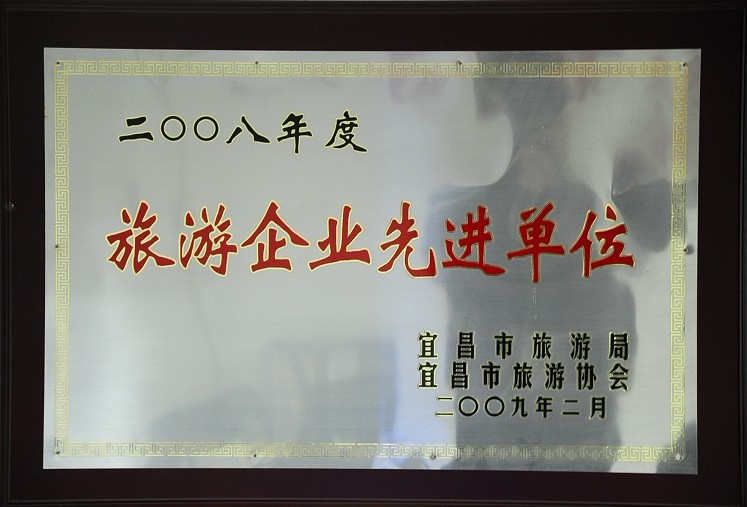 二〇〇八年度
旅游企业先进单位
宜昌市旅游局
宜昌市旅游协会
二〇〇九年二月